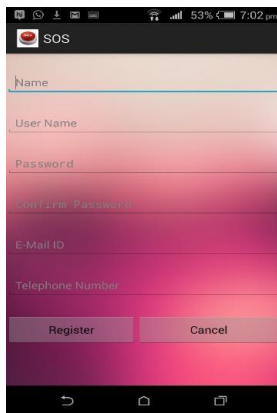 53% 7:02 pm
SOS
Name
User Name
Password
Confirm Password
E-Mail ID
Telephone Number
Register Cancel